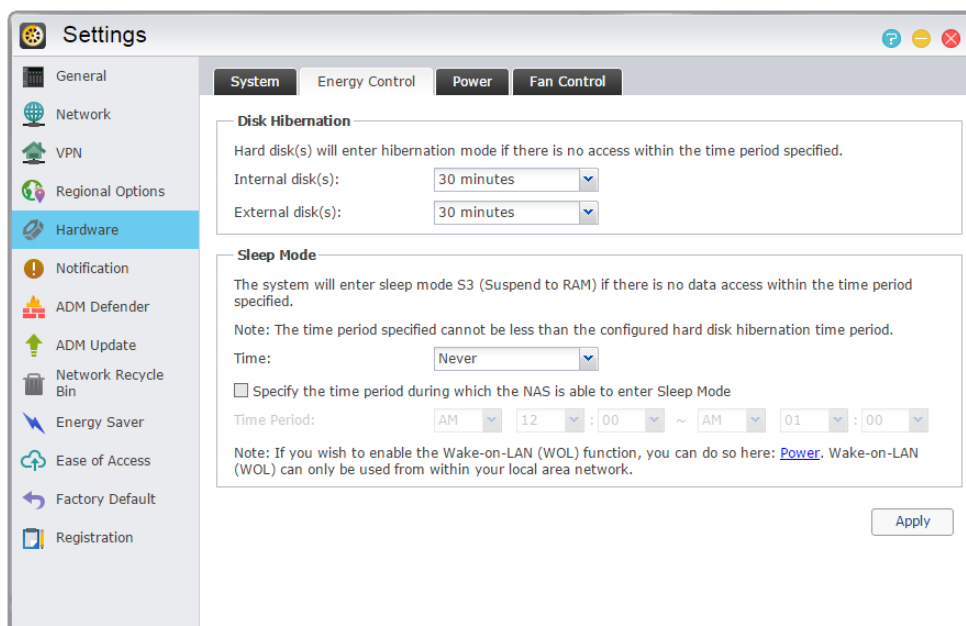 Settings
General
Network
VPN
Regional Options
Hardware
Notification
ADM Defender
ADM Update
Network Recycle
Bin
Energy Saver
Ease of Access
Factory Default
Registration
System
Energy Control
Power
Fan Control
Disk Hibernation
Hard disk(s) will enter hibernation mode if there is no access within the time period specified.
Internal disk(s): 30 minutes
External disk(s): 30 minutes
Sleep Mode
The system will enter sleep mode S3 (Suspend to RAM) if there is no data access within the time period
specified.
Note: The time period specified cannot be less than the configured hard disk hibernation time period.
Time: Never
Specify the time period during which the NAS is able to enter Sleep Mode
Time Period: AM 12 : 00 ~ AM 01 : 00
Note: If you wish to enable the Wake-on-LAN (WOL) function, you can do so here: Power. Wake-on-LAN
(WOL) can only be used from within your local area network.
Apply